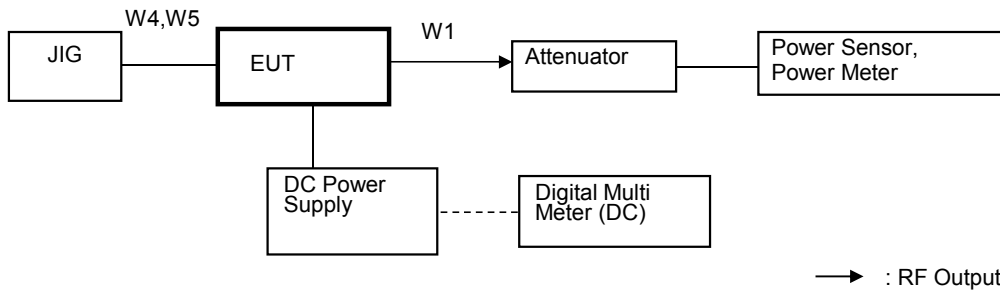 W4,W5
W1
JIG
EUT
Attenuator
Power Sensor,
Power Meter
DC Power
Supply
Digital Multi
Meter (DC)
: RF Output